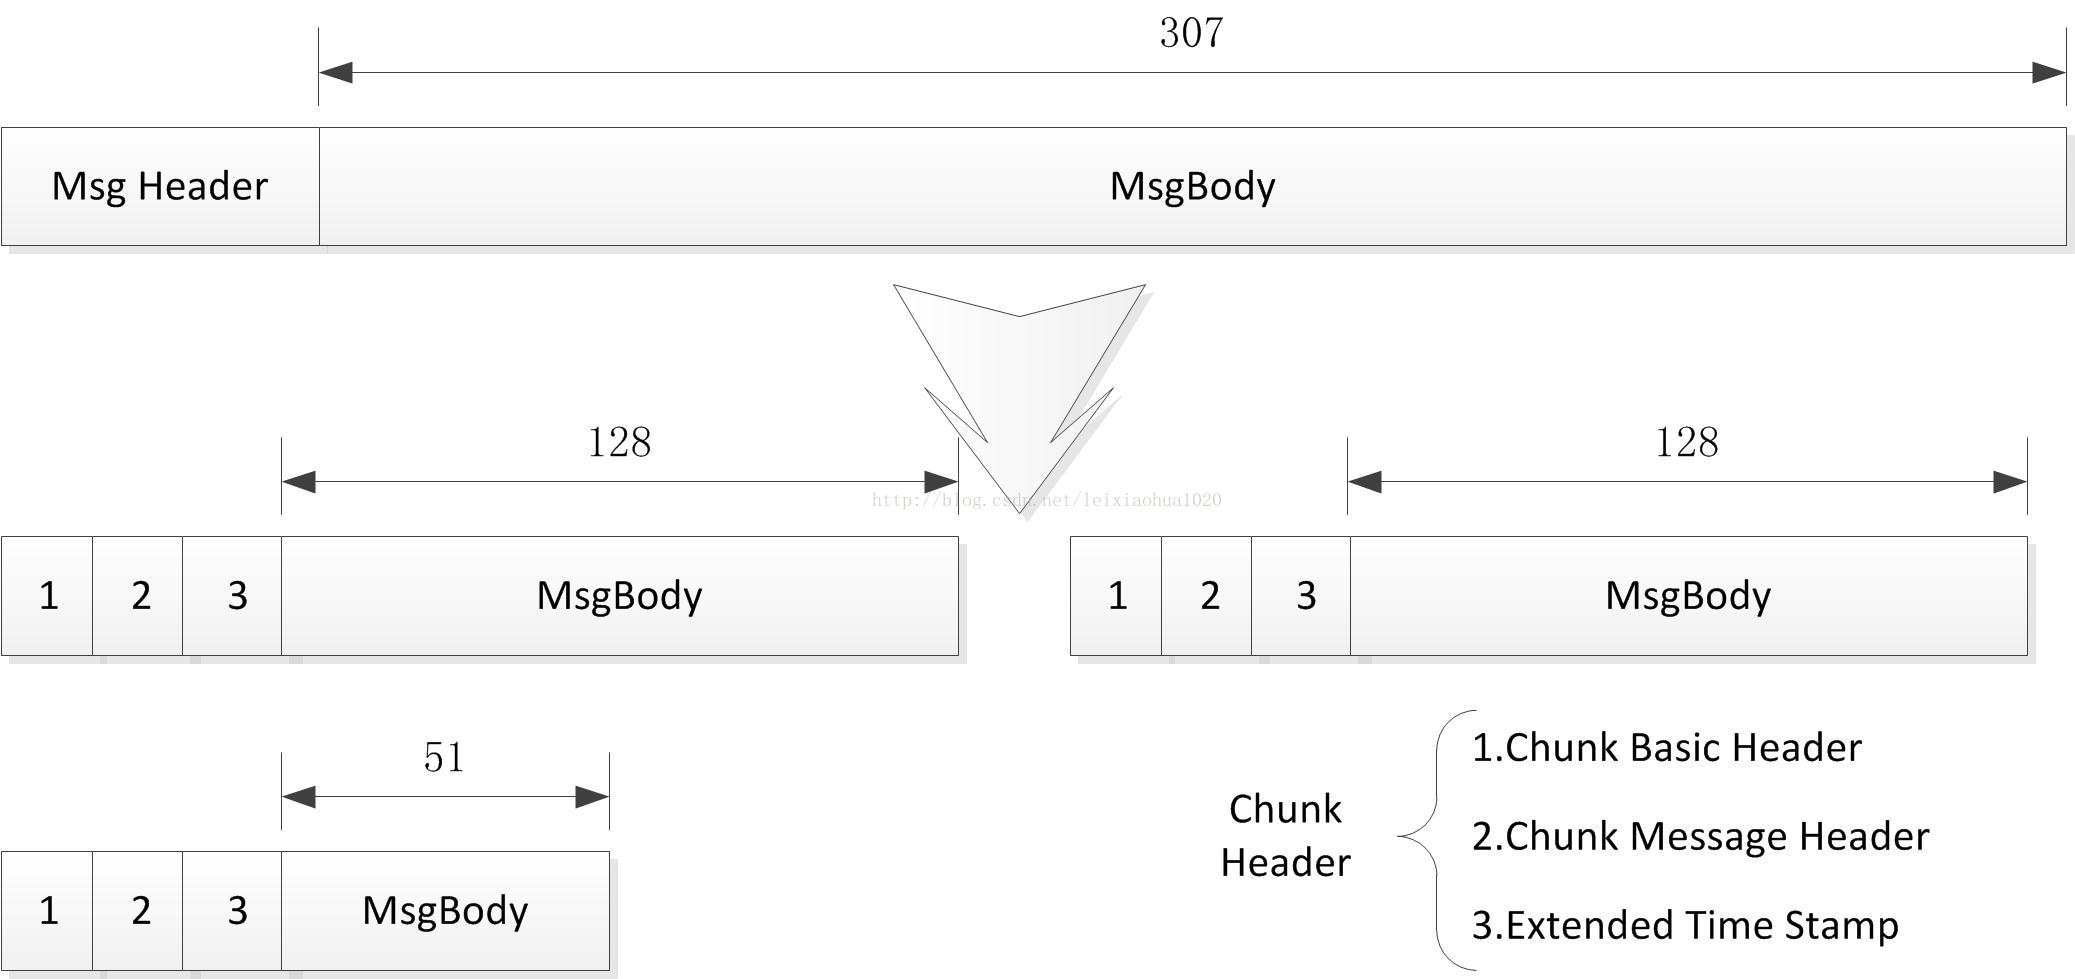 307
Msg Header
MsgBody
128
128
http://blog.csdn.net/leixiaohua1020
1
2
3
MsgBody
1
2
3
MsgBody
51
1
2
3
MsgBody
Chunk
Header
1.Chunk Basic Header
2.Chunk Message Header
3.Extended Time Stamp